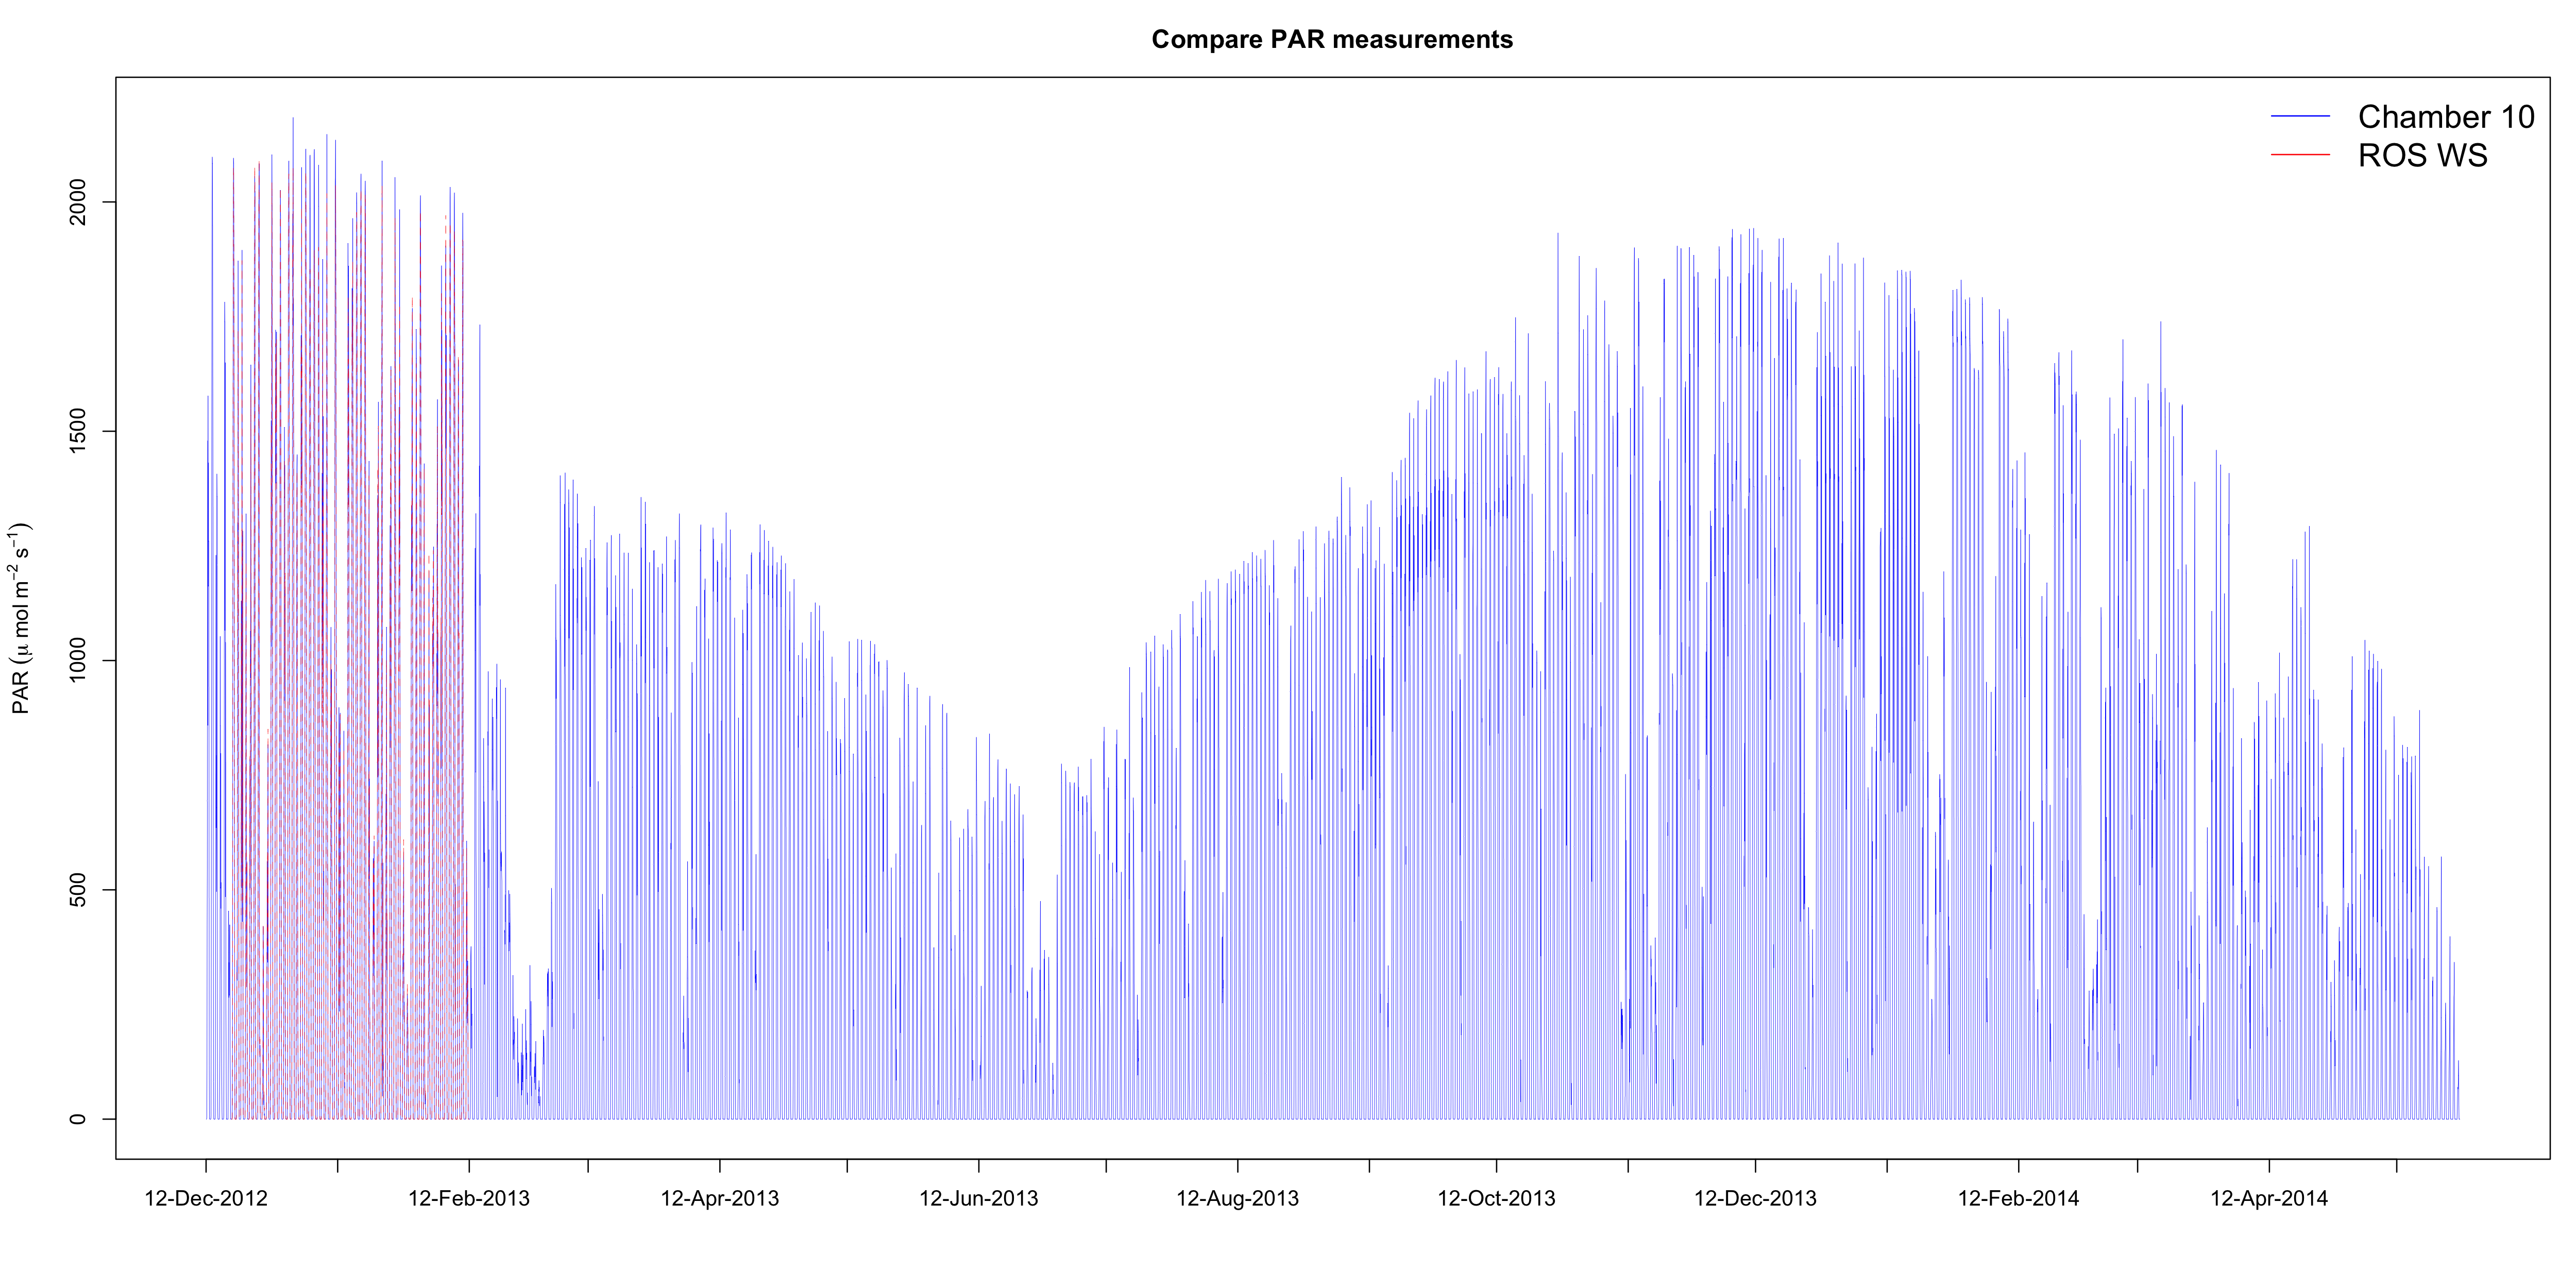 Compare PAR measurements
Chamber 10
ROS WS
PAR (μ mol m⁻² s⁻¹)
2000
1500
1000
500
0
12-Dec-2012
12-Feb-2013
12-Apr-2013
12-Jun-2013
12-Aug-2013
12-Oct-2013
12-Dec-2013
12-Feb-2014
12-Apr-2014